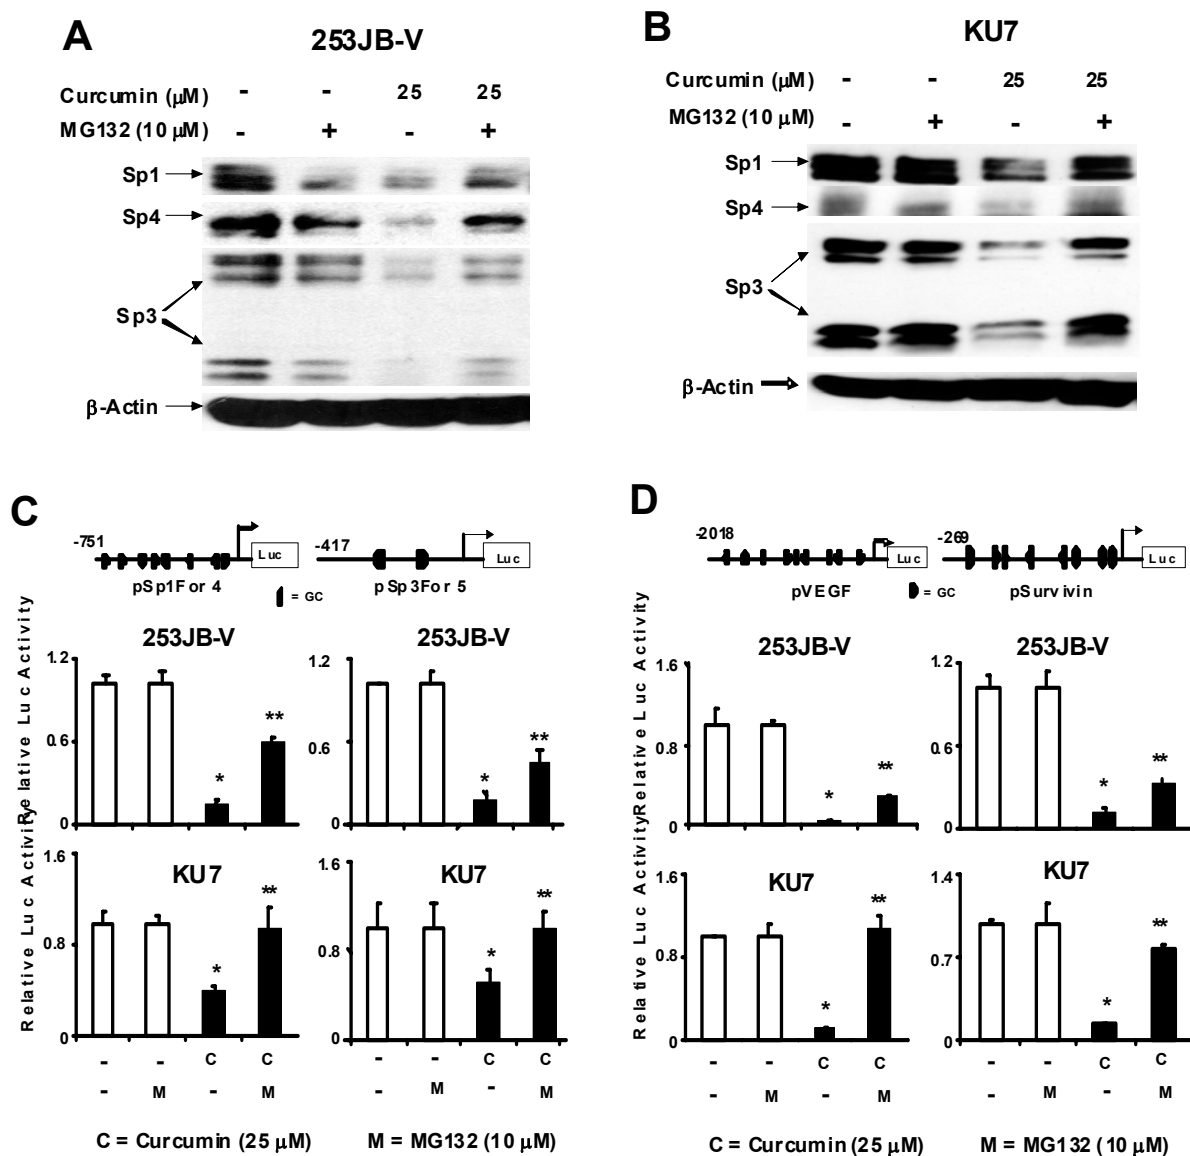 A
253JB-V
Curcumin (μM) - - 25 25
MG132 (10 μM) - + - +
Sp1
Sp4
Sp3
β-Actin
B
KU7
Curcumin (μM) - - 25 25
MG132 (10 μM) - + - +
Sp1
Sp4
Sp3
β-Actin
C
-751
Luc
pSp1For 4
= GC
-417
Luc
pSp3For 5
253JB-V
Relative Luc Activity
1.2
0.6
0
*
**
253JB-V
1.2
0.6
0
*
**
KU7
Relative Luc Activity
1.6
0.8
0
*
**
- - C C
- M - M
KU7
1.6
0.8
0
*
**
- - C C
- M - M
C = Curcumin (25 μM) M = MG132 (10 μM)
D
-2018
Luc
pVEGF
= GC
-269
Luc
pSurvivin
253JB-V
Relative Luc Activity
1.6
0.8
0
*
**
253JB-V
1.2
0.6
0
*
**
KU7
Relative Luc Activity
1.6
0.8
0
*
**
- - C C
- M - M
KU7
1.4
0.7
0
*
**
- - C C
- M - M
C = Curcumin (25 μM) M = MG132 (10 μM)